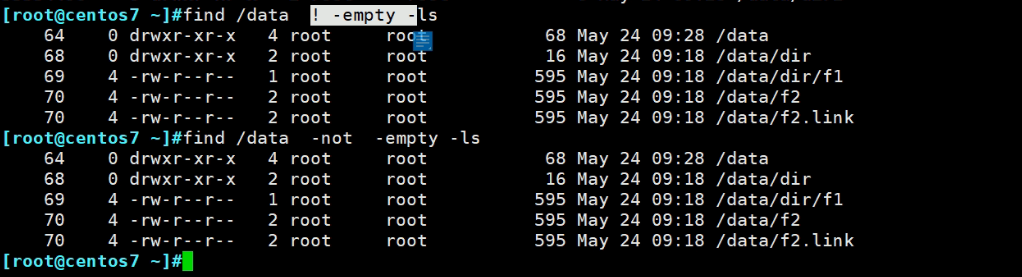 [root@centos7 ~]#find /data  ! -empty -ls
    64    0 drwxr-xr-x   4 root     root           68 May 24 09:28 /data
    68    0 drwxr-xr-x   2 root     root           16 May 24 09:18 /data/dir
    69    4 -rw-r--r--   1 root     root          595 May 24 09:18 /data/dir/f1
    70    4 -rw-r--r--   2 root     root          595 May 24 09:18 /data/f2
    70    4 -rw-r--r--   2 root     root          595 May 24 09:18 /data/f2.link
[root@centos7 ~]#find /data  -not  -empty -ls
    64    0 drwxr-xr-x   4 root     root           68 May 24 09:28 /data
    68    0 drwxr-xr-x   2 root     root           16 May 24 09:18 /data/dir
    69    4 -rw-r--r--   1 root     root          595 May 24 09:18 /data/dir/f1
    70    4 -rw-r--r--   2 root     root          595 May 24 09:18 /data/f2
    70    4 -rw-r--r--   2 root     root          595 May 24 09:18 /data/f2.link
[root@centos7 ~]#